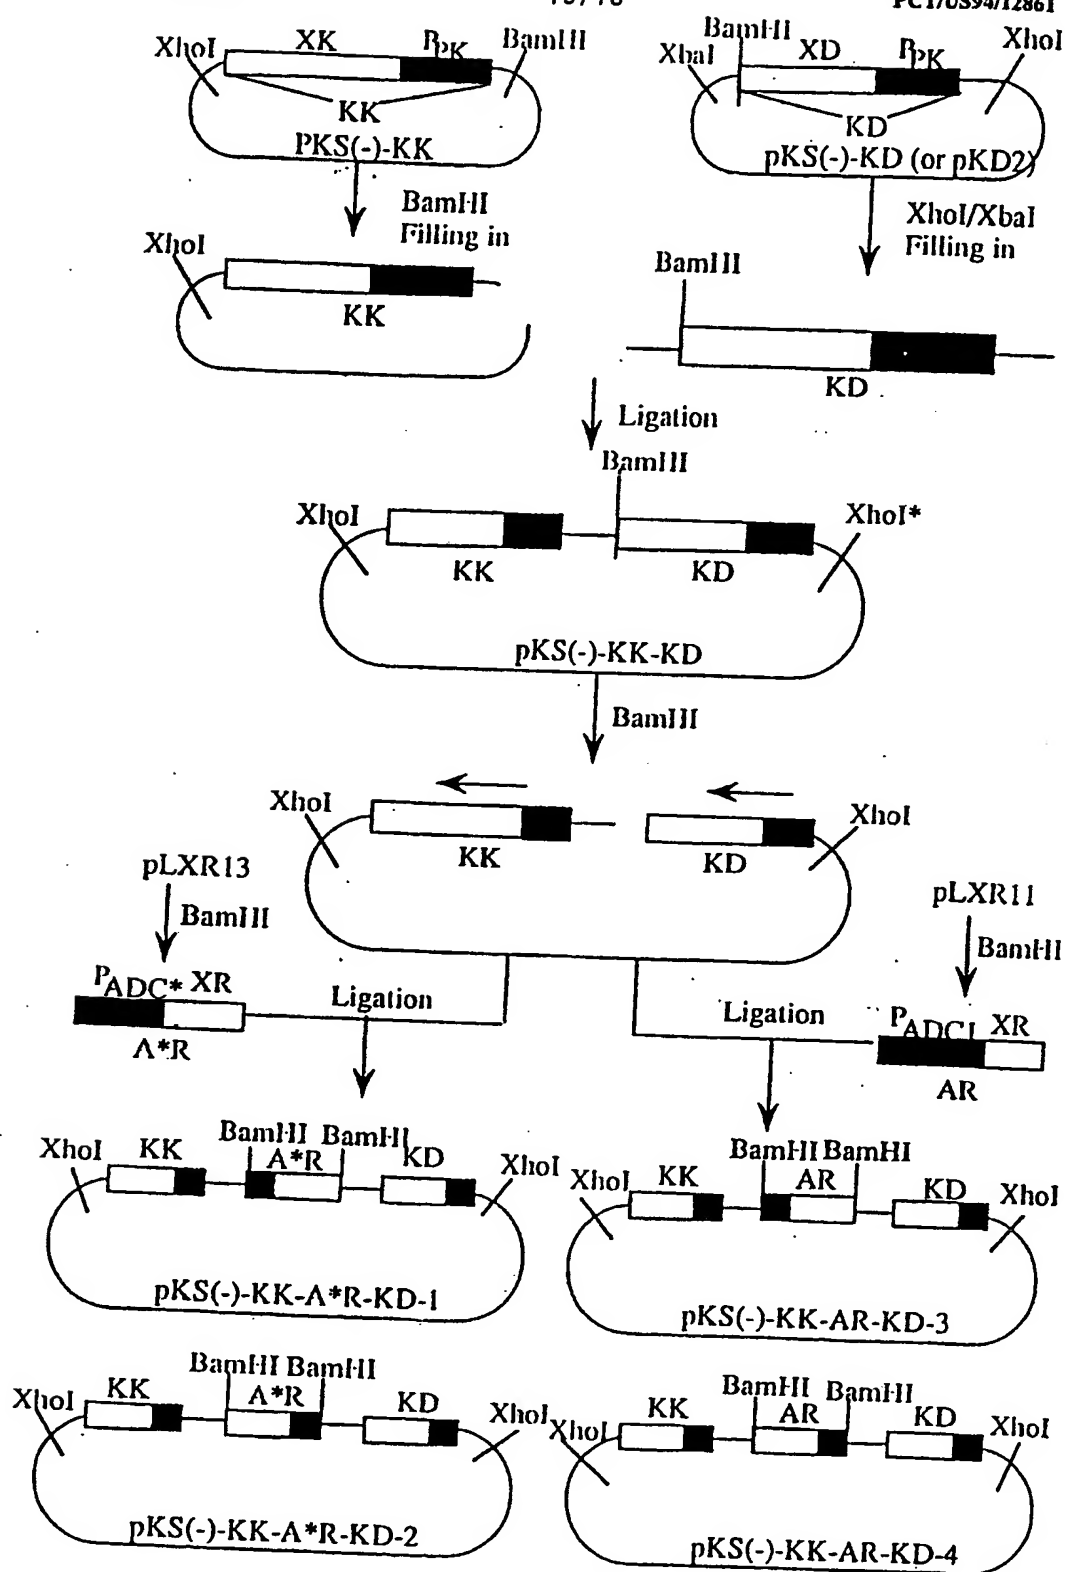 PCT/US94/12861
XhoI
XK
PPK
BamHI
KK
PKS(-)-KK
XbaI
BamHI
XD
PPK
XhoI
KD
pKS(-)-KD (or pKD2)
BamHI
Filling in
XhoI/XbaI
Filling in
XhoI
KK
BamHI
KD
Ligation
BamHI
XhoI
XhoI*
KK
KD
pKS(-)-KK-KD
BamHI
XhoI
XhoI
KK
KD
pLXR13
BamHI
PADC* XR
A*R
Ligation
pLXR11
BamHI
PADC1 XR
AR
Ligation
XhoI
KK
BamHI BamHI
A*R
KD
XhoI
pKS(-)-KK-A*R-KD-1
XhoI
KK
BamHI BamHI
AR
KD
XhoI
pKS(-)-KK-AR-KD-3
XhoI
KK
BamHI BamHI
A*R
KD
XhoI
pKS(-)-KK-A*R-KD-2
XhoI
KK
BamHI BamHI
AR
KD
XhoI
pKS(-)-KK-AR-KD-4